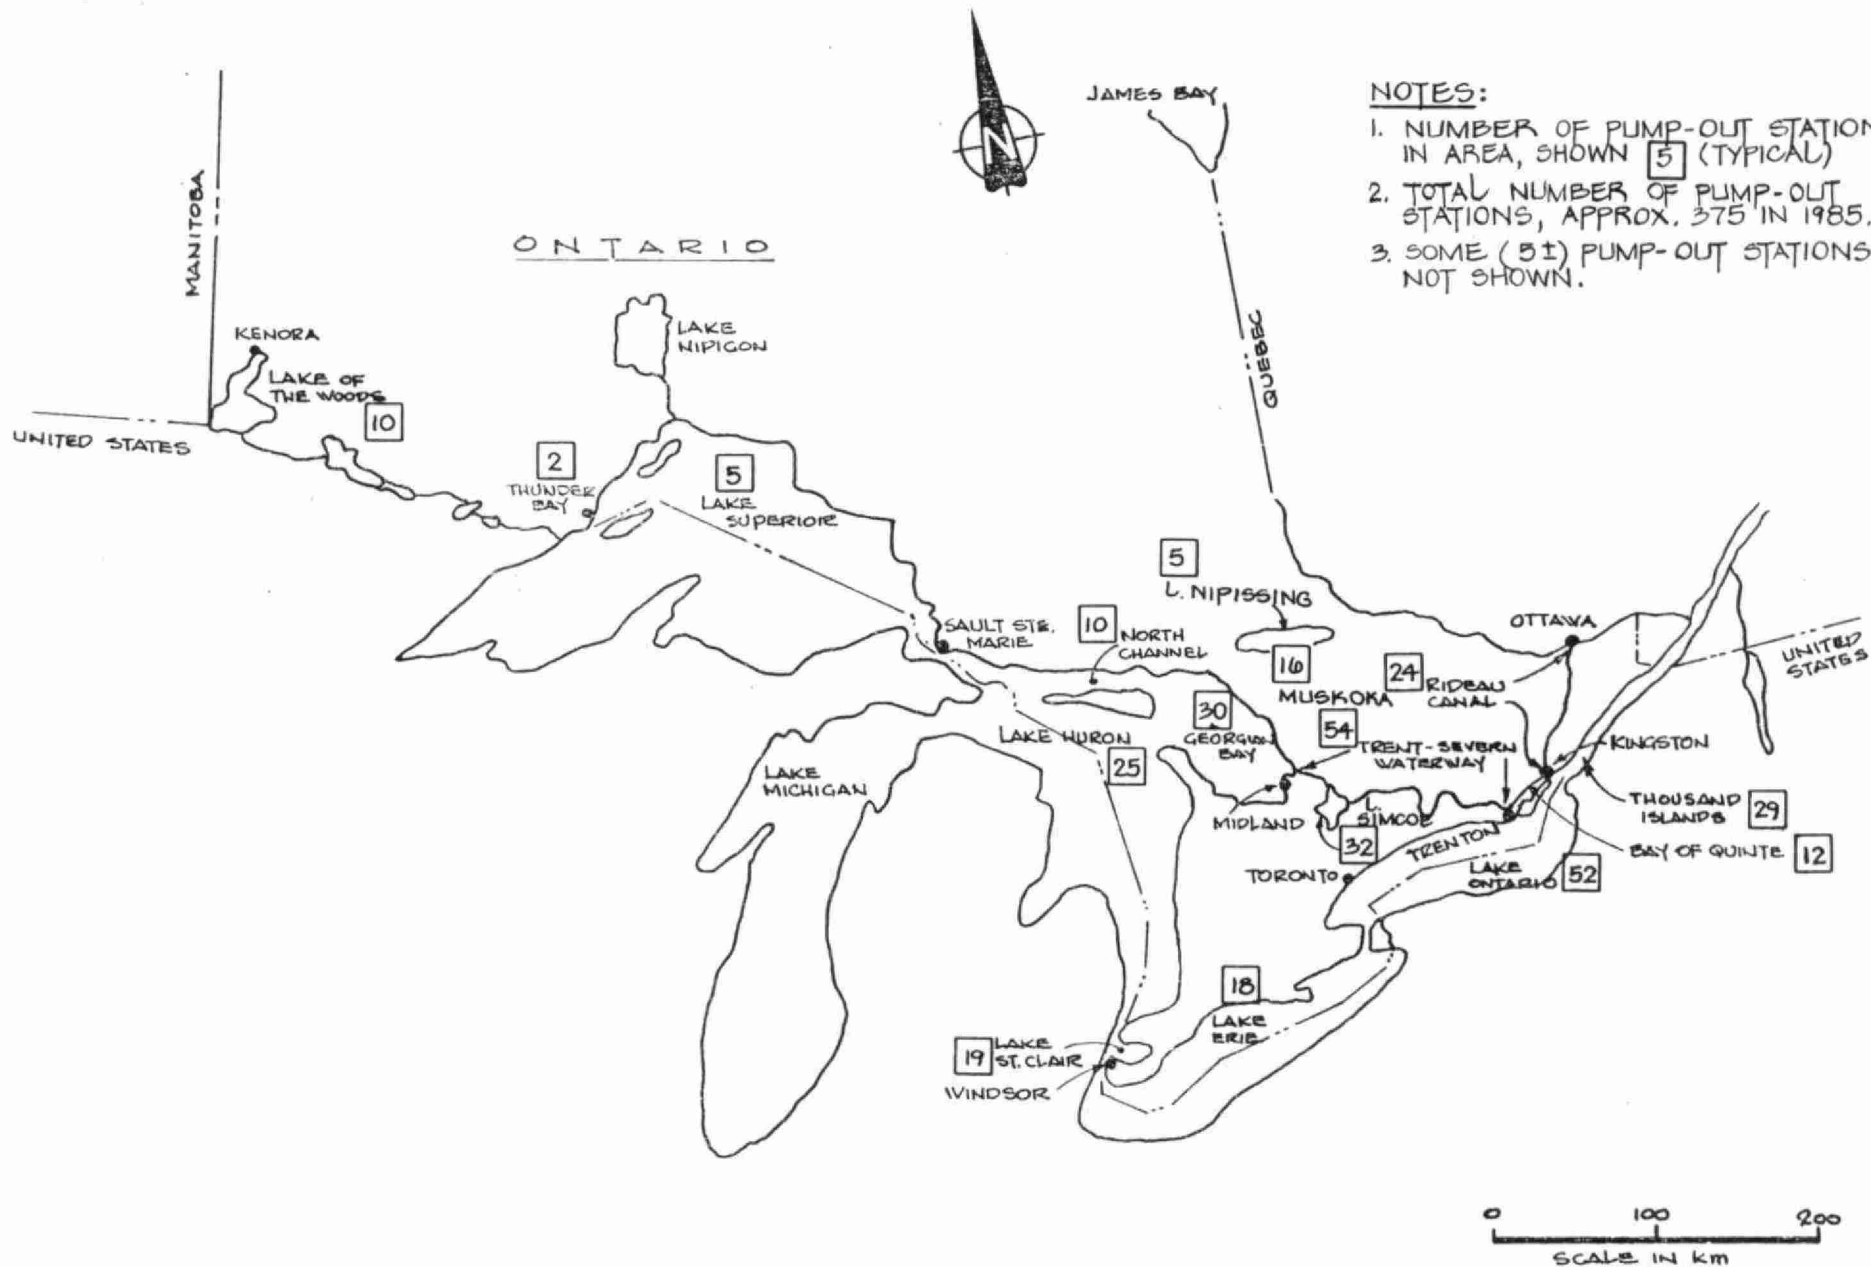 JAMES BAY
NOTES:
1. NUMBER OF PUMP-OUT STATION
IN AREA, SHOWN 5 (TYPICAL)
2. TOTAL NUMBER OF PUMP-OUT
STATIONS, APPROX. 375 IN 1985.
3. SOME (5±) PUMP-OUT STATIONS
NOT SHOWN.
N
MANITOBA
ONTARIO
QUEBEC
KENORA
LAKE OF
THE WOODS
10
UNITED STATES
LAKE
NIPIGON
2
THUNDER
BAY
5
LAKE
SUPERIOR
SAULT STE.
MARIE
10
NORTH
CHANNEL
5
L. NIPISSING
16
MUSKOKA
24
RIDEAU
CANAL
OTTAWA
UNITED
STATES
30
GEORGIAN
BAY
54
TRENT-SEVERN
WATERWAY
KINGSTON
LAKE HURON
25
LAKE
MICHIGAN
MIDLAND
L.
SIMCOE
32
THOUSAND
ISLANDS
29
BAY OF QUINTE
12
TRENTON
TORONTO
LAKE
ONTARIO
52
18
LAKE
ERIE
19
LAKE
ST. CLAIR
WINDSOR
0 100 200
SCALE IN km